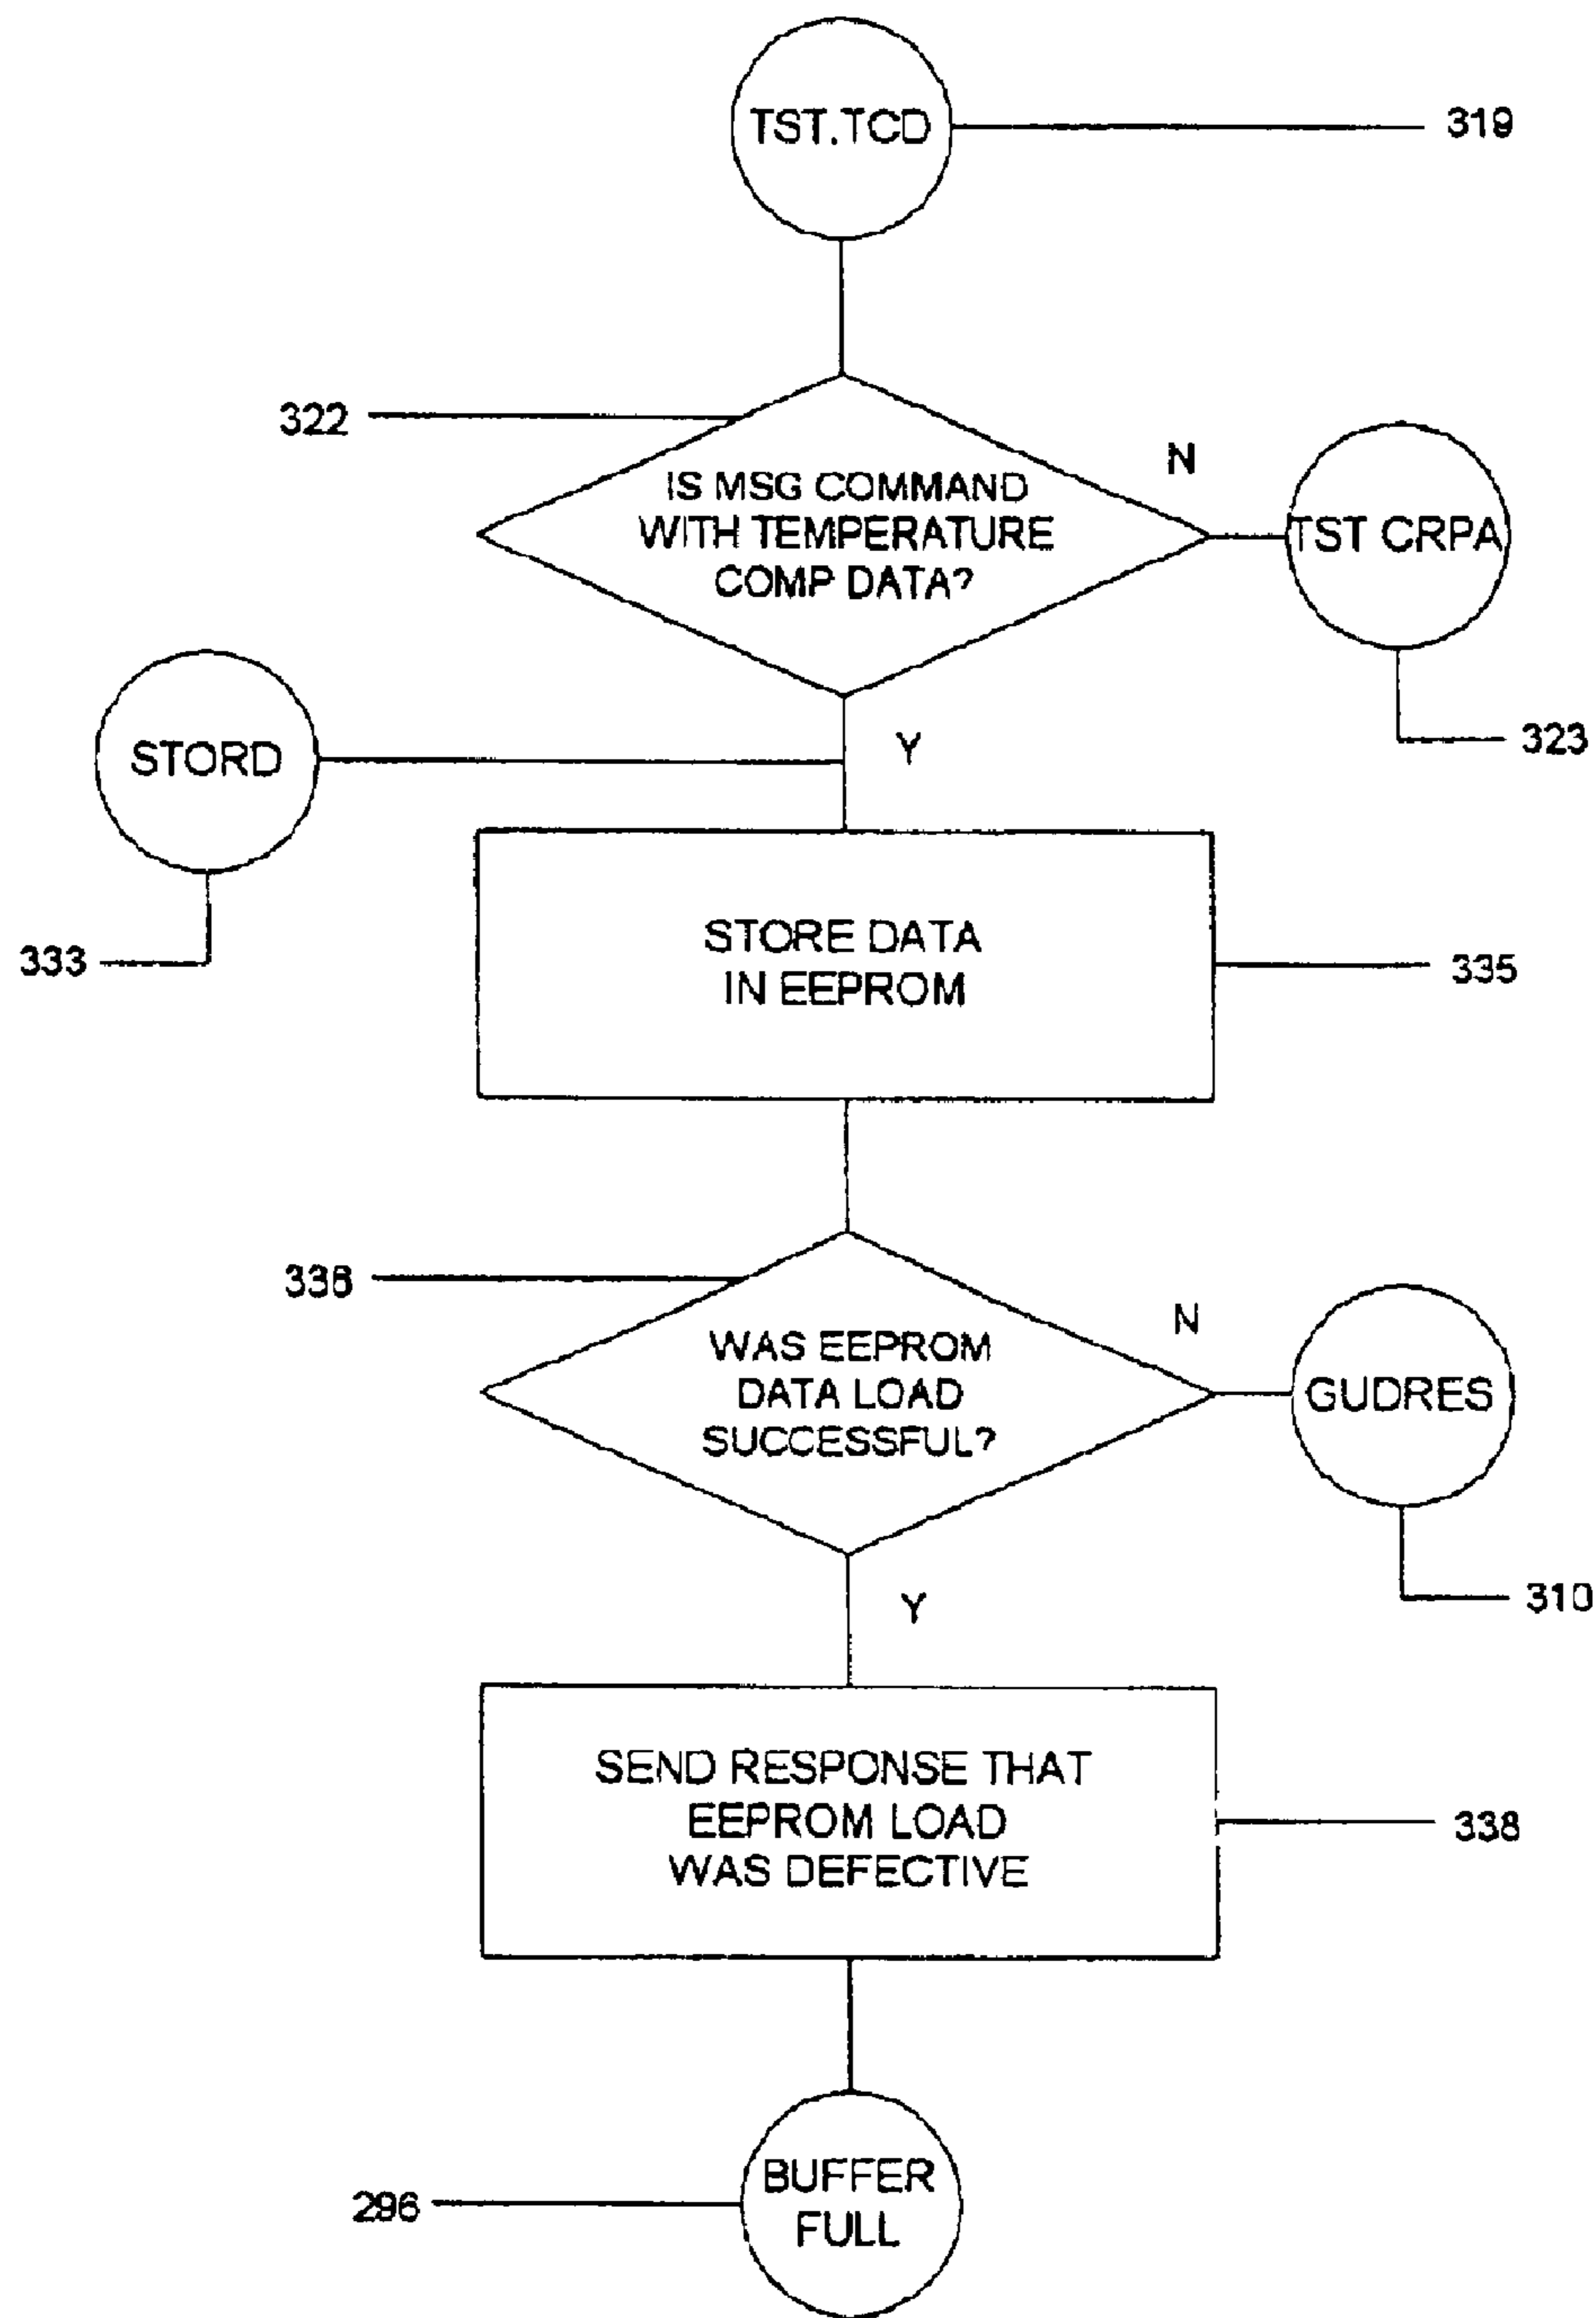 TST.TCD
319
322
IS MSG COMMAND
WITH TEMPERATURE
COMP DATA?
N
TST CRPA
323
Y
STORD
333
STORE DATA
IN EEPROM
335
336
WAS EEPROM
DATA LOAD
SUCCESSFUL?
N
GUDRES
310
Y
SEND RESPONSE THAT
EEPROM LOAD
WAS DEFECTIVE
338
296
BUFFER
FULL